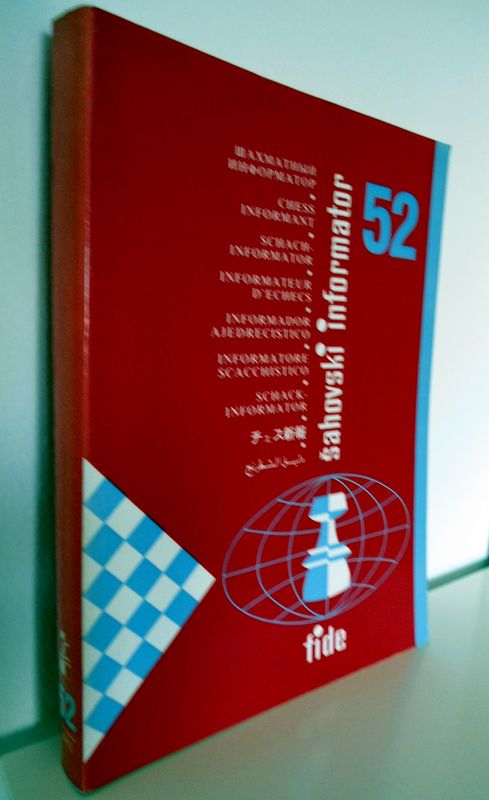 ШАХМАТНЫЙ
ИНФОРМАТОР
CHESS
INFORMANT
SCHACH-
INFORMATOR
INFORMATEUR
D'ECHECS
INFORMADOR
AJEDRECISTICO
INFORMATORE
SCACCHISTICO
SCHACK-
INFORMATOR
チェス新報
šahovski informator
52
fide
52